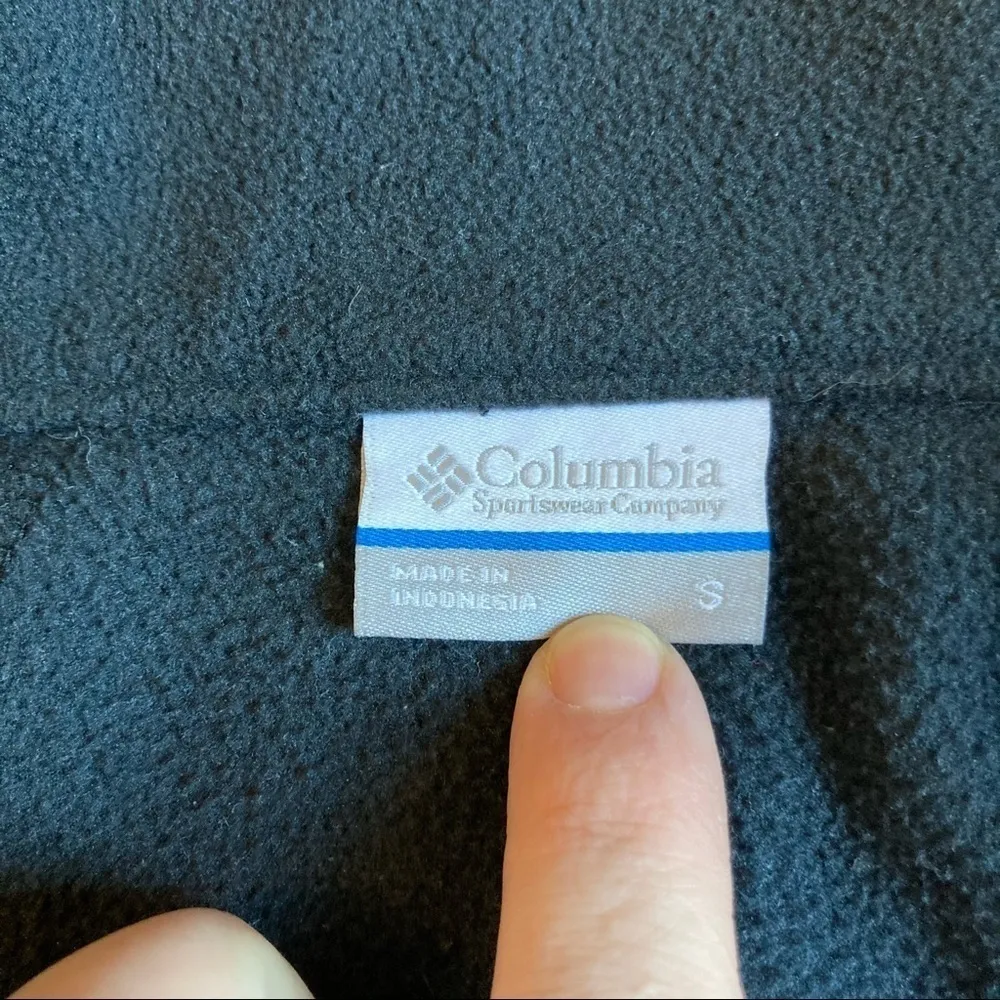 Columbia
Sportswear Company
MADE IN
INDONESIA
S